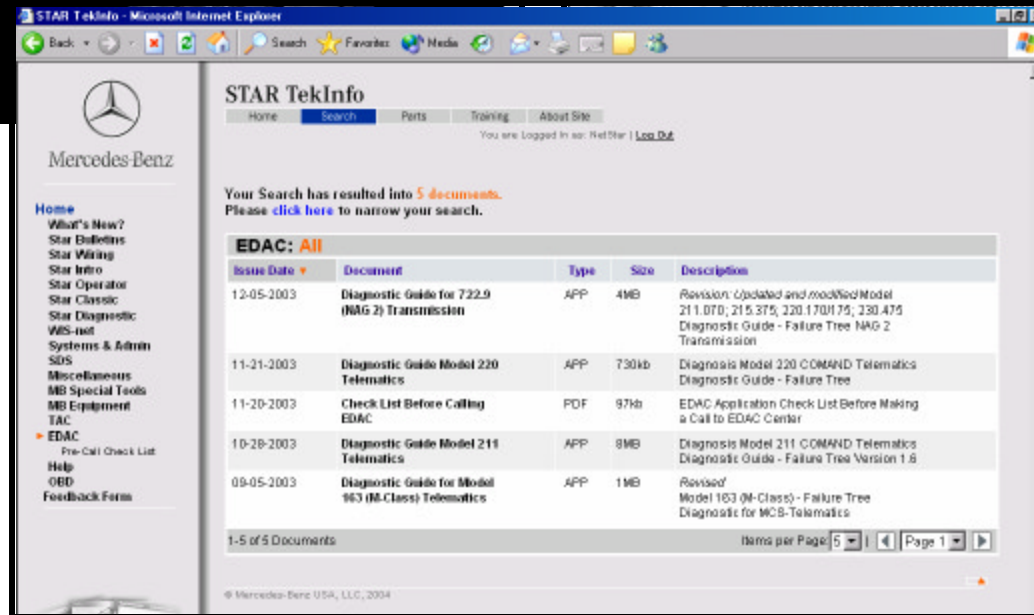 STAR TekInfo - Microsoft Internet Explorer
Back Search Favorites Media
Mercedes-Benz
STAR TekInfo
Home Search Parts Training About Site
You are Logged in as: NetStar | Log Out
Your Search has resulted into 5 documents.
Please click here to narrow your search.
Home
What's New?
Star Bulletins
Star Wiring
Star Intro
Star Operator
Star Classic
Star Diagnostic
WIS-net
Systems & Admin
SDS
Miscellaneous
MB Special Tools
MB Equipment
TAC
EDAC
Pre-Call Check List
Help
OBD
Feedback Form
EDAC: All
Issue Date Document Type Size Description
12-05-2003 Diagnostic Guide for 722.9 APP 4MB Revision: Updated and modified Model
(NAG 2) Transmission 211.070; 215.375; 220.170/175; 230.475
Diagnostic Guide - Failure Tree NAG 2
Transmission
11-21-2003 Diagnostic Guide Model 220 APP 730kb Diagnosis Model 220 COMAND Telematics
Telematics Diagnostic Guide - Failure Tree
11-20-2003 Check List Before Calling PDF 97kb EDAC Application Check List Before Making
EDAC a Call to EDAC Center
10-28-2003 Diagnostic Guide Model 211 APP 8MB Diagnosis Model 211 COMAND Telematics
Telematics Diagnostic Guide - Failure Tree Version 1.6
09-05-2003 Diagnostic Guide for Model APP 1MB Revised
163 (M-Class) Telematics Model 163 (M-Class) - Failure Tree
Diagnostic for MCS-Telematics
1-5 of 5 Documents Items per Page: 5 | Page 1
© Mercedes-Benz USA, LLC, 2004